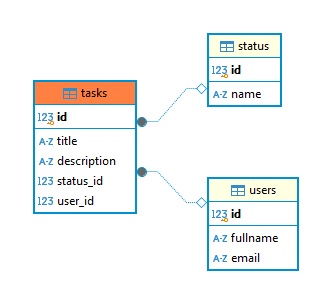 tasks
123 id
A-Z title
A-Z description
123 status_id
123 user_id
status
123 id
A-Z name
users
123 id
A-Z fullname
A-Z email